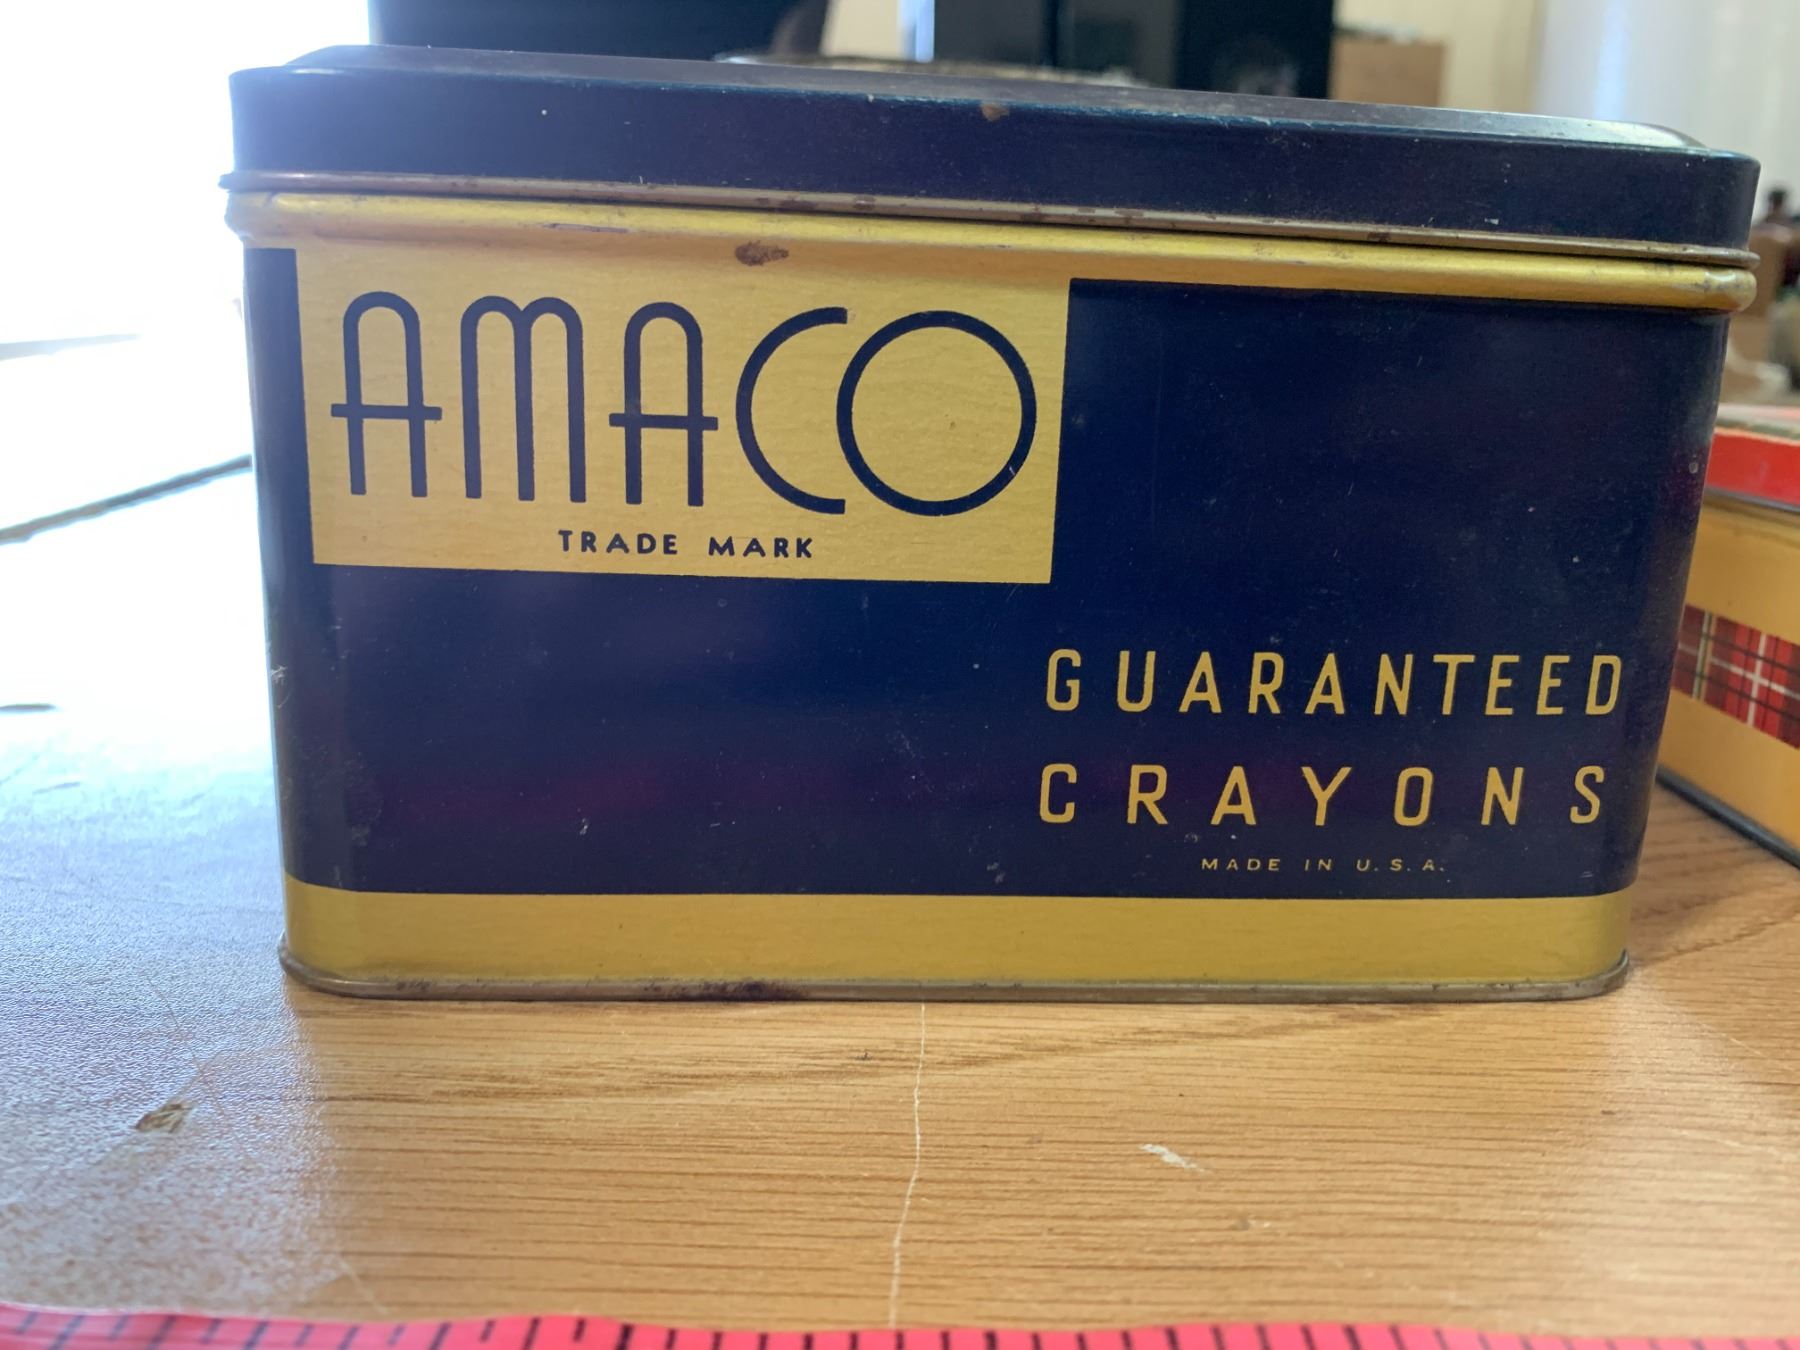 AMACO
TRADE MARK
GUARANTEED
CRAYONS
MADE IN U.S.A.